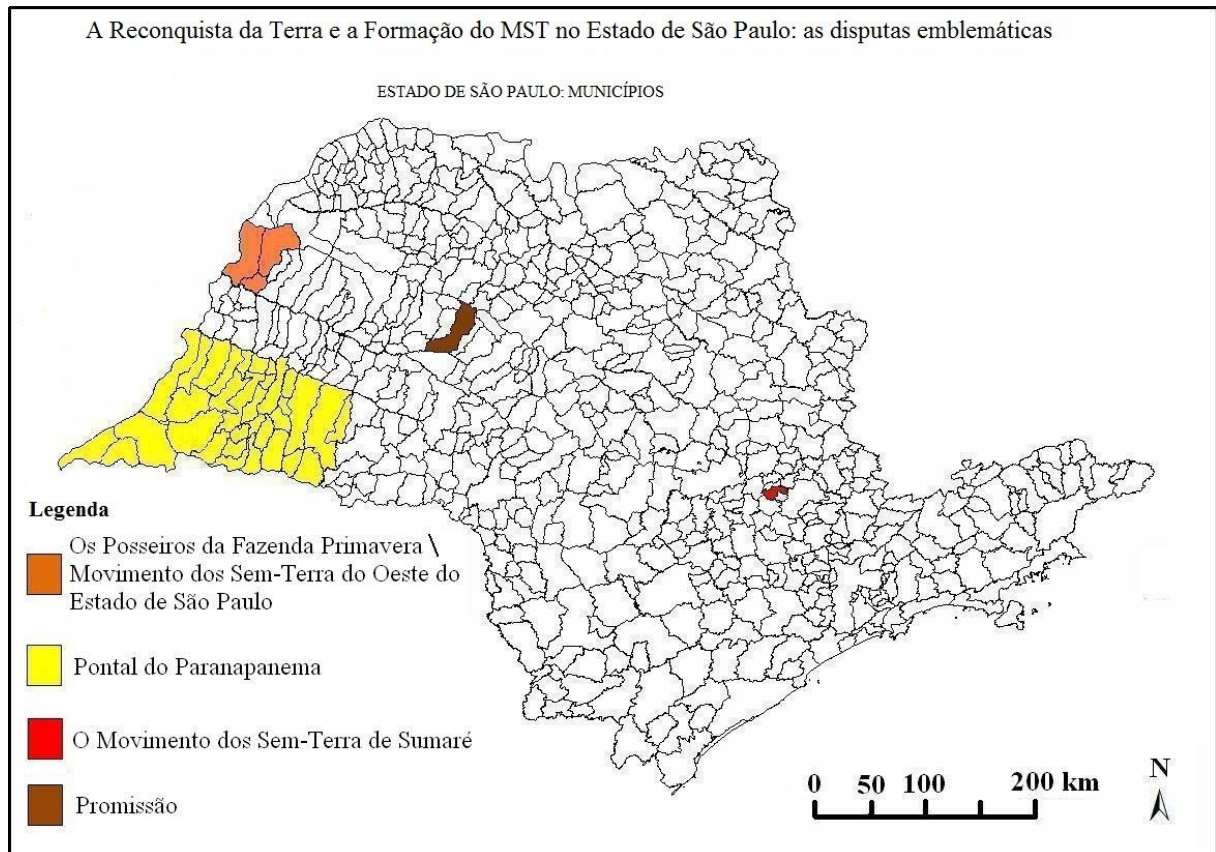 A Reconquista da Terra e a Formação do MST no Estado de São Paulo: as disputas emblemáticas
ESTADO DE SÃO PAULO: MUNICÍPIOS
Legenda
Os Posseiros da Fazenda Primavera \
Movimento dos Sem-Terra do Oeste do
Estado de São Paulo
Pontal do Paranapanema
O Movimento dos Sem-Terra de Sumaré
Promissão
0 50 100 200 km
N